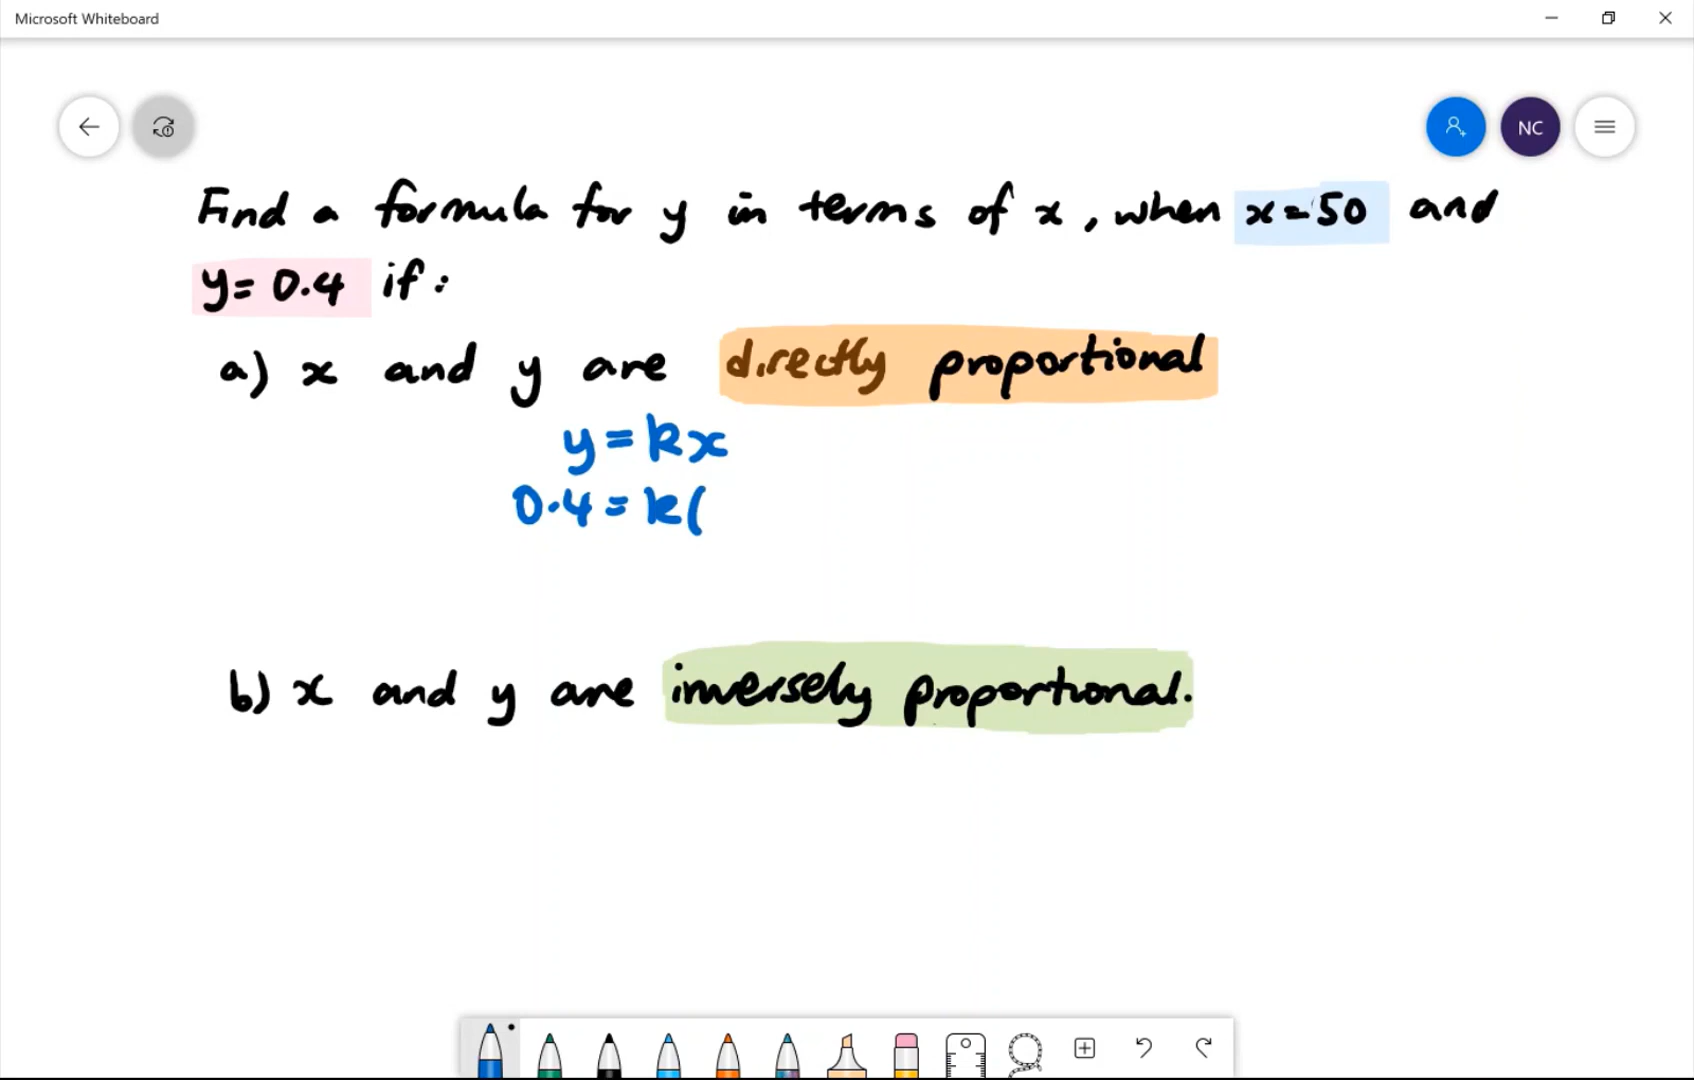 Microsoft Whiteboard
NC
Find a formula for y in terms of x, when x=50 and
y= 0.4 if:
a) x and y are directly proportional
y=kx
0.4=k(
b) x and y are inversely proportional.